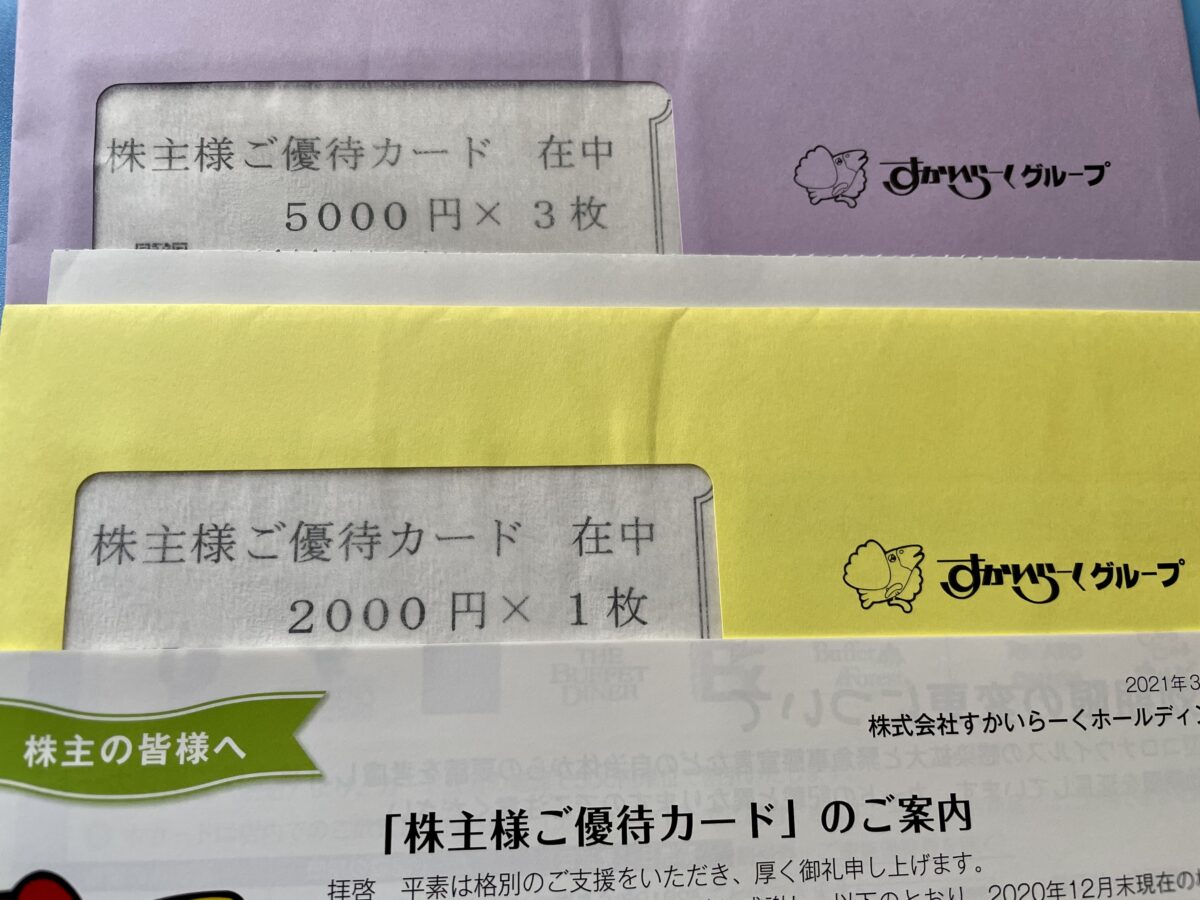 株主様ご優待カード 在中
5000円× 3枚
すかいらーくグループ
株主様ご優待カード 在中
2000円× 1枚
すかいらーくグループ
2021年3
株式会社すかいらーくホールディン
株主の皆様へ
「株主様ご優待カード」のご案内
拝啓 平素は格別のご支援をいただき、厚く御礼申し上げます。
以下のとおり、2020年12月末現在の